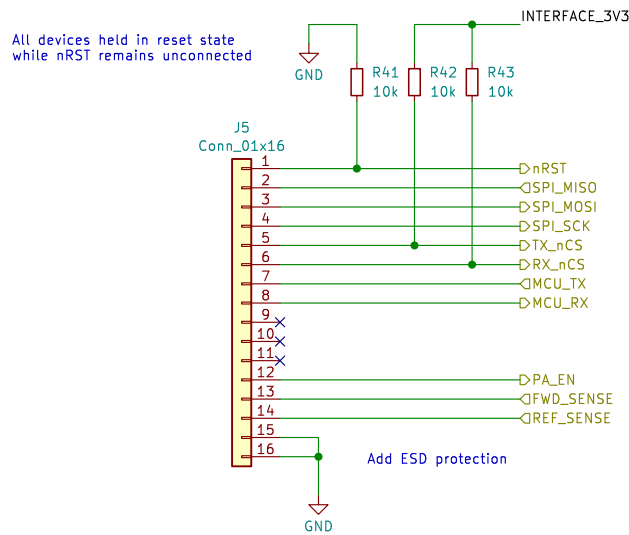 INTERFACE_3V3
All devices held in reset state
while nRST remains unconnected
GND
R41
10k
R42
10k
R43
10k
J5
Conn_01x16
1
nRST
2
SPI_MISO
3
SPI_MOSI
4
SPI_SCK
5
TX_nCS
6
RX_nCS
7
MCU_TX
8
MCU_RX
9
10
11
12
PA_EN
13
FWD_SENSE
14
REF_SENSE
15
16
Add ESD protection
GND